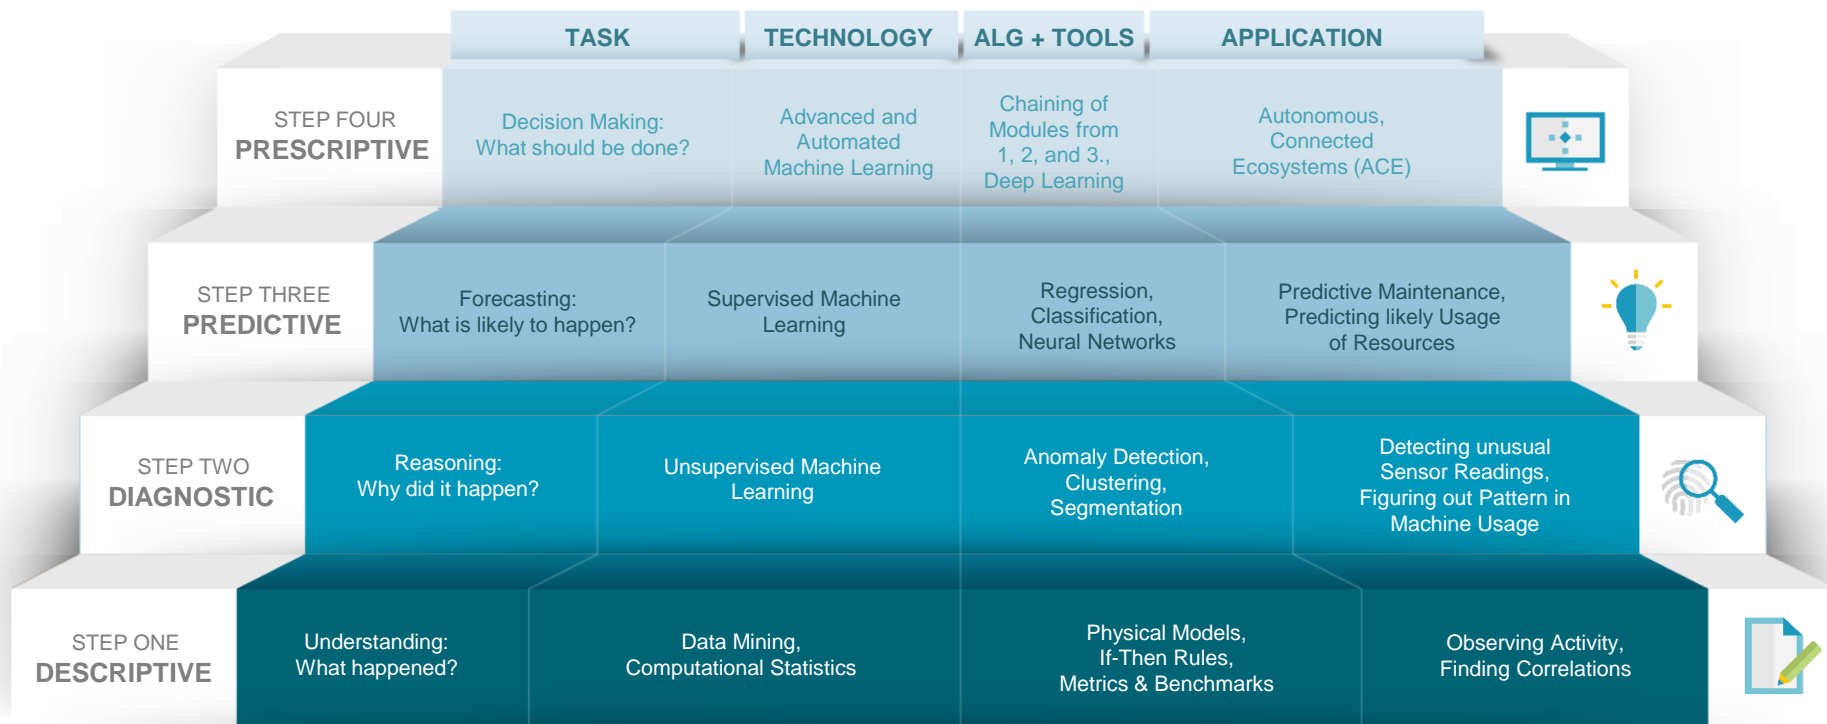 TASK
TECHNOLOGY
ALG + TOOLS
APPLICATION
STEP FOUR
PRESCRIPTIVE
Decision Making:
What should be done?
Advanced and
Automated
Machine Learning
Chaining of
Modules from
1, 2, and 3.,
Deep Learning
Autonomous,
Connected
Ecosystems (ACE)
STEP THREE
PREDICTIVE
Forecasting:
What is likely to happen?
Supervised Machine
Learning
Regression,
Classification,
Neural Networks
Predictive Maintenance,
Predicting likely Usage
of Resources
STEP TWO
DIAGNOSTIC
Reasoning:
Why did it happen?
Unsupervised Machine
Learning
Anomaly Detection,
Clustering,
Segmentation
Detecting unusual
Sensor Readings,
Figuring out Pattern in
Machine Usage
STEP ONE
DESCRIPTIVE
Understanding:
What happened?
Data Mining,
Computational Statistics
Physical Models,
If-Then Rules,
Metrics & Benchmarks
Observing Activity,
Finding Correlations